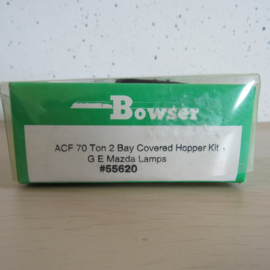 Bowser
ACF 70 Ton 2 Bay Covered Hopper Kit
G E Mazda Lamps
#55620